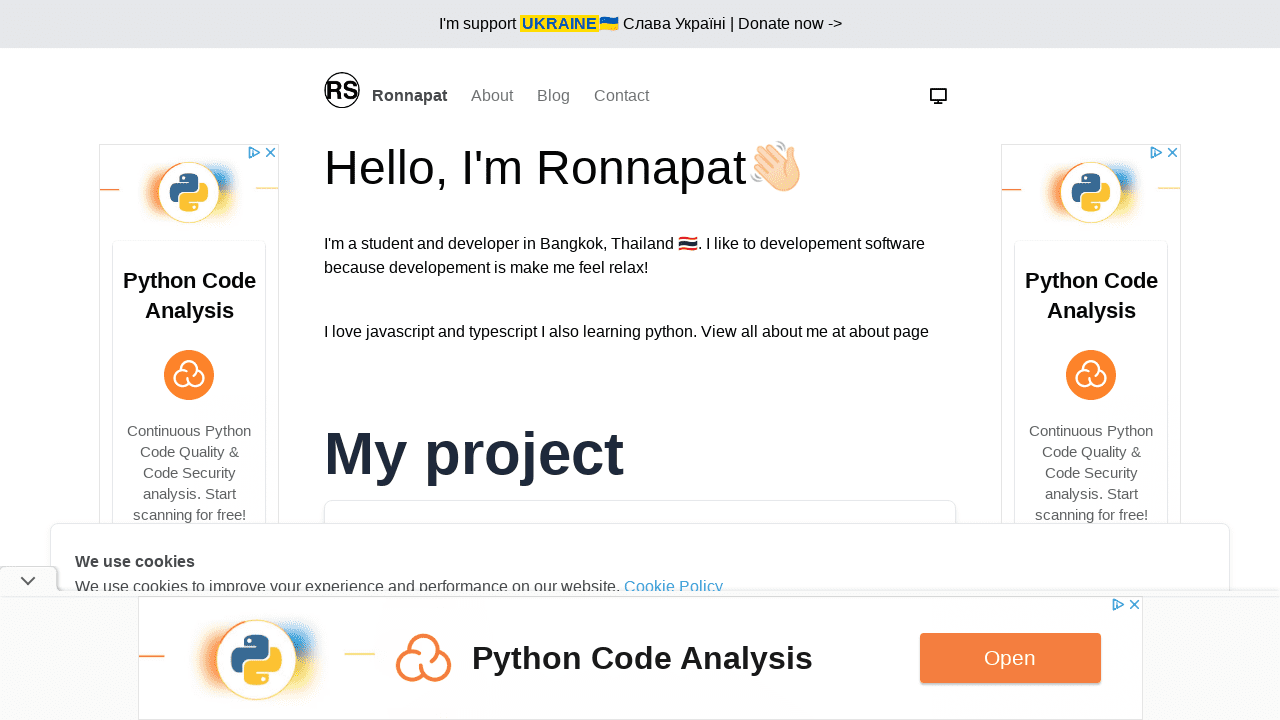 I'm support UKRAINE🇺🇦 Слава Україні | Donate now ->
RS Ronnapat About Blog Contact
Hello, I'm Ronnapat👋🏻
I'm a student and developer in Bangkok, Thailand 🇹🇭. I like to developement software
because developement is make me feel relax!
I love javascript and typescript I also learning python. View all about me at about page
My project
Python Code
Analysis
Continuous Python
Code Quality &
Code Security
analysis. Start
scanning for free!
Python Code
Analysis
Continuous Python
Code Quality &
Code Security
analysis. Start
scanning for free!
We use cookies
We use cookies to improve your experience and performance on our website. Cookie Policy
Python Code Analysis
Open